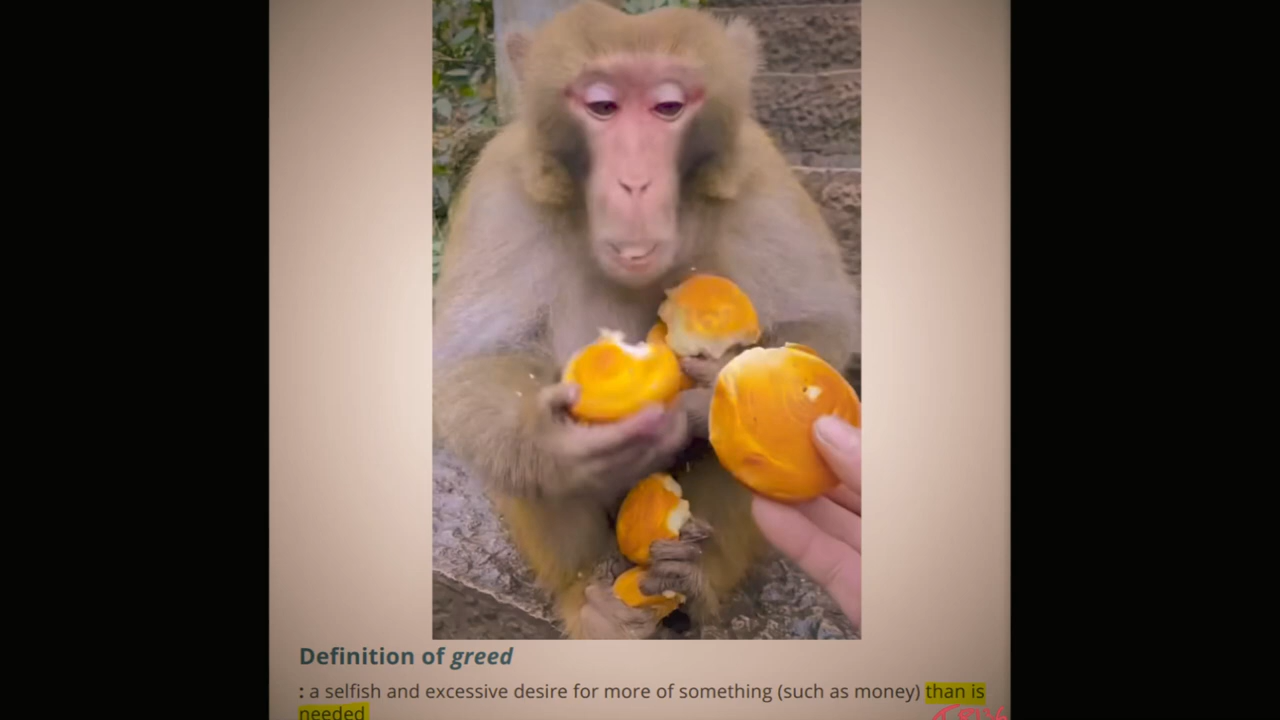 Definition of greed
: a selfish and excessive desire for more of something (such as money) than is
needed